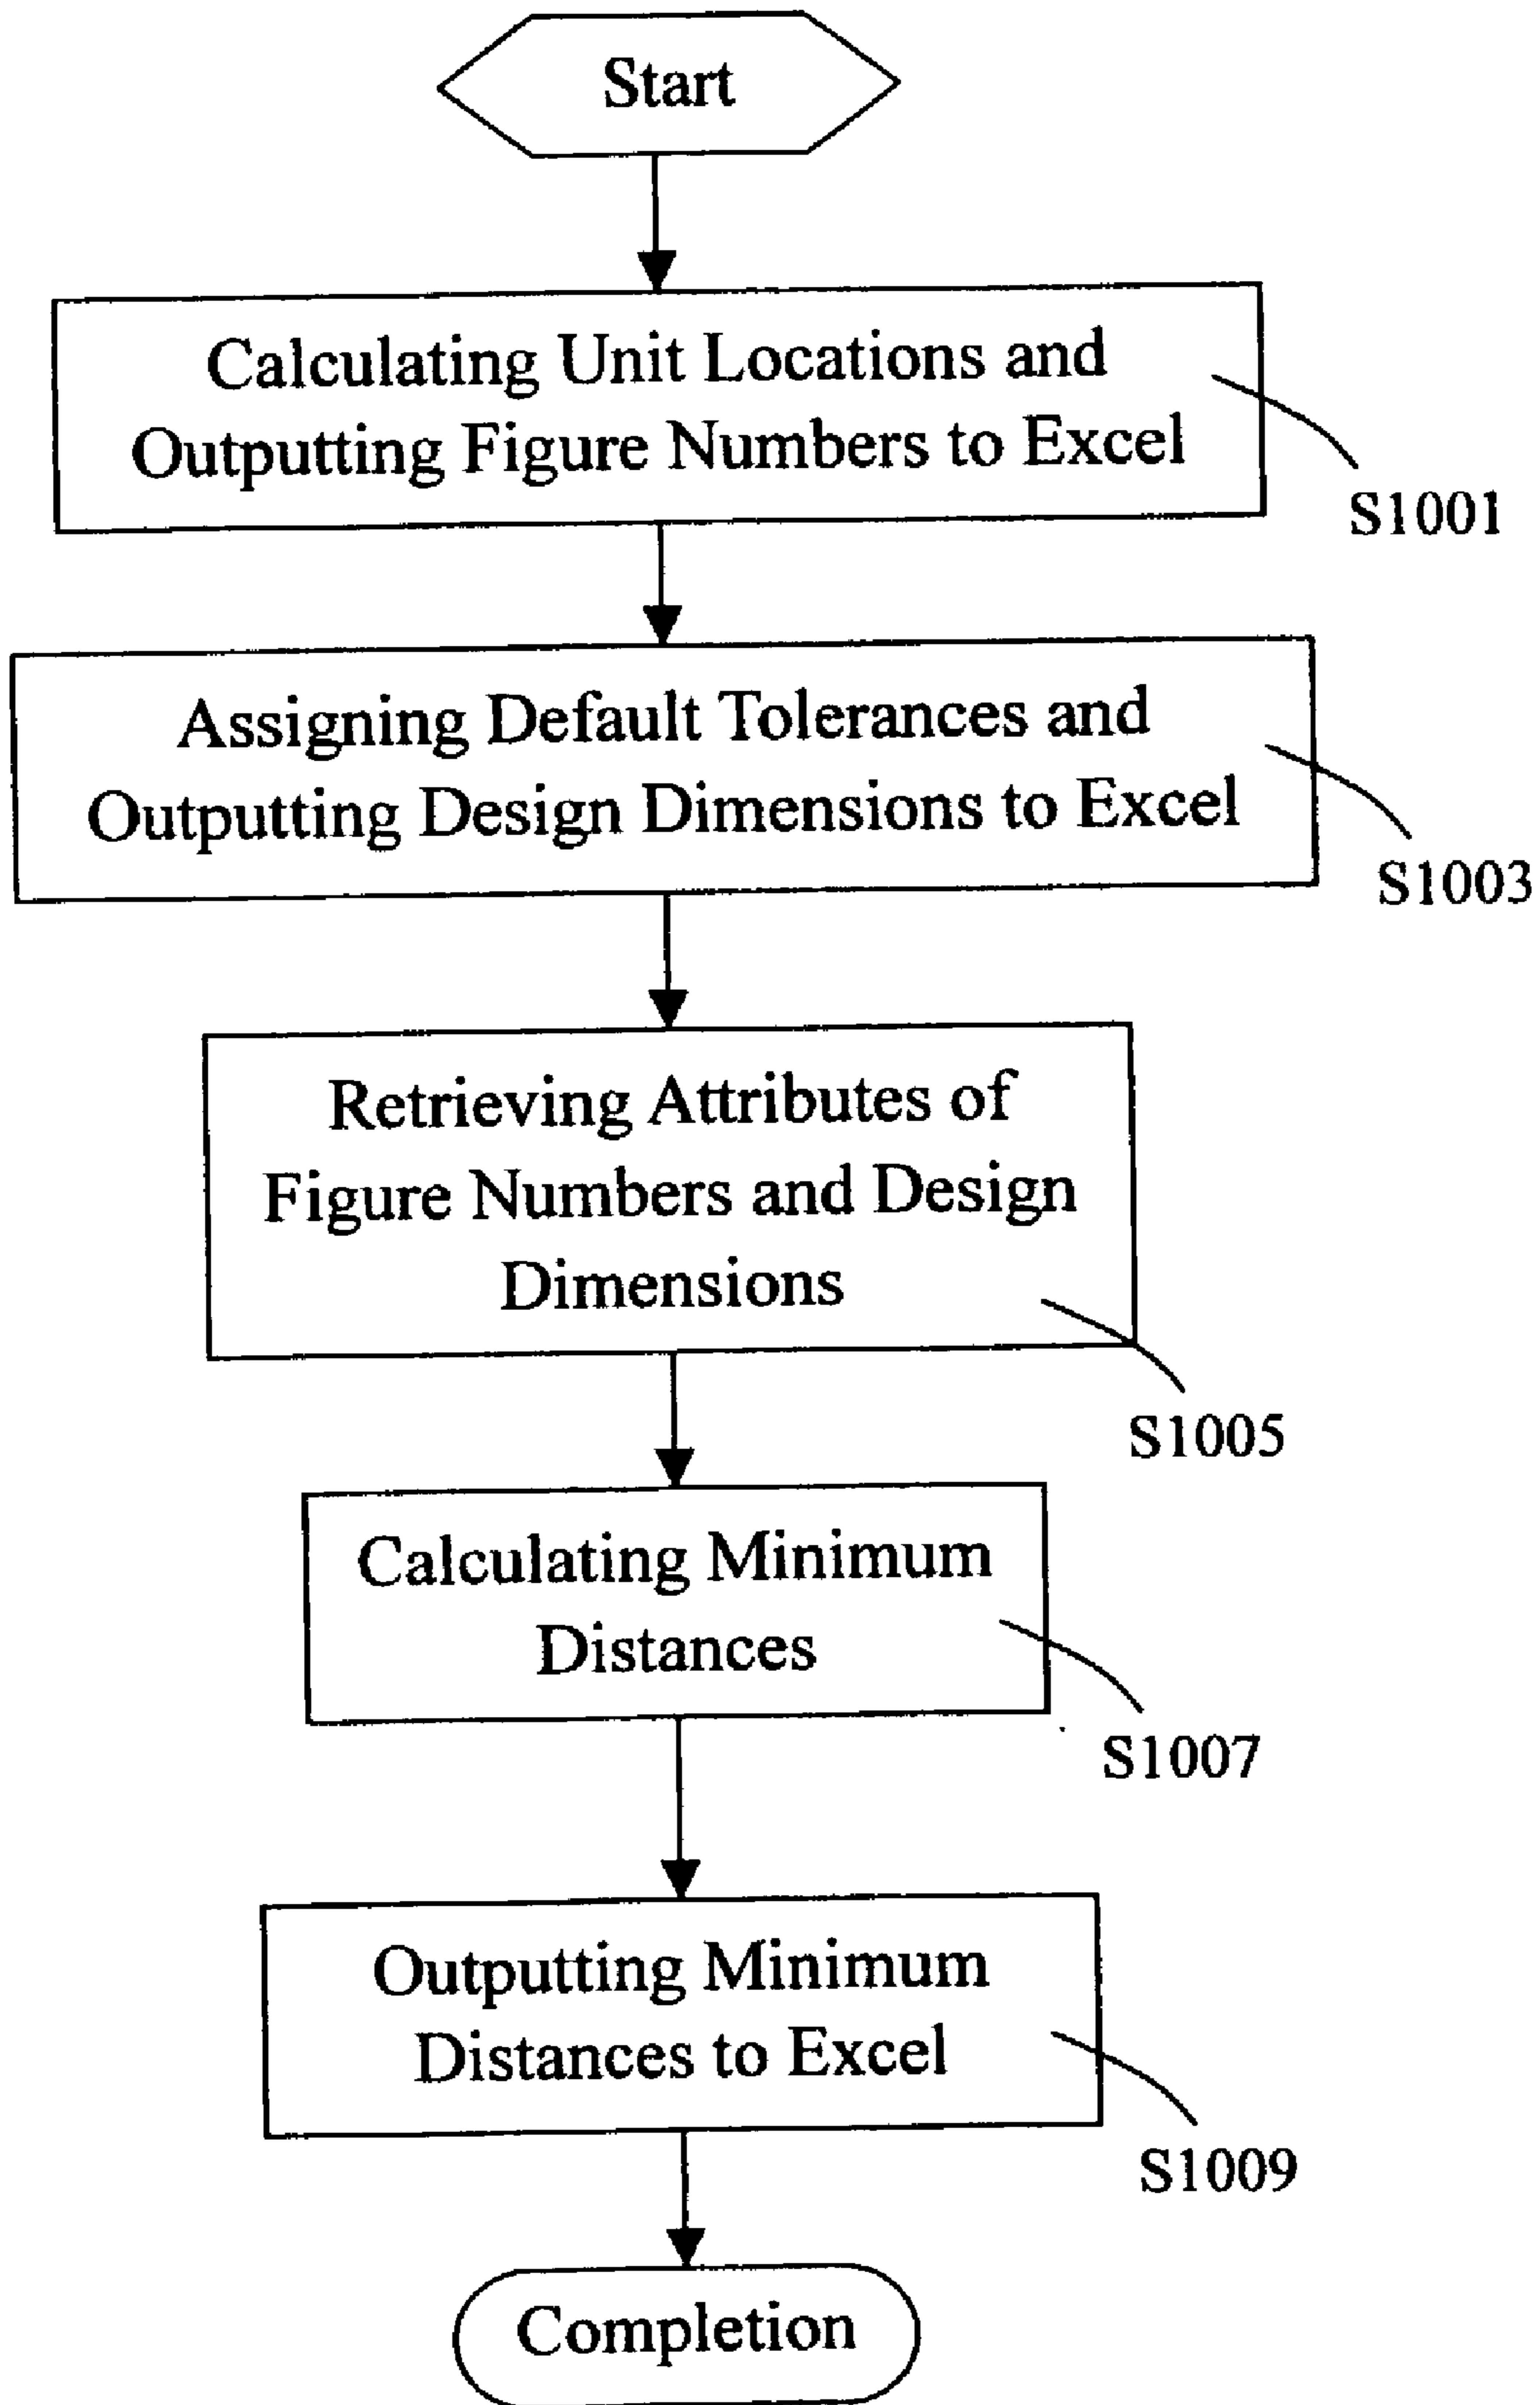 Start
Calculating Unit Locations and
Outputting Figure Numbers to Excel
S1001
Assigning Default Tolerances and
Outputting Design Dimensions to Excel
S1003
Retrieving Attributes of
Figure Numbers and Design
Dimensions
S1005
Calculating Minimum
Distances
S1007
Outputting Minimum
Distances to Excel
S1009
Completion